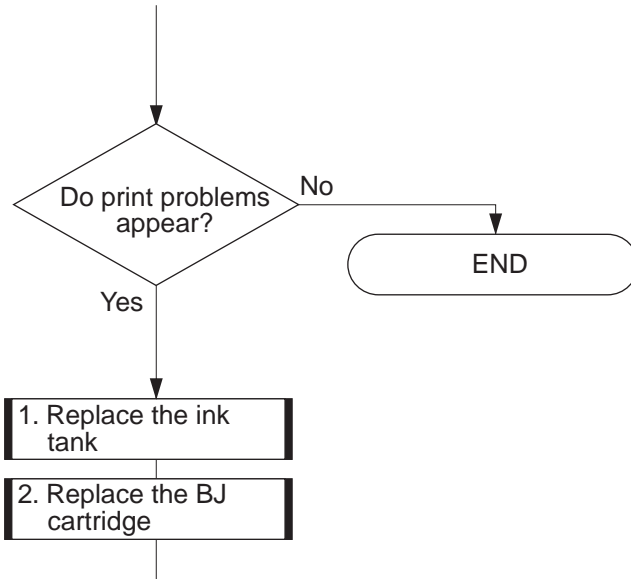 Do print problems
appear?
No
END
Yes
1. Replace the ink
tank
2. Replace the BJ
cartridge